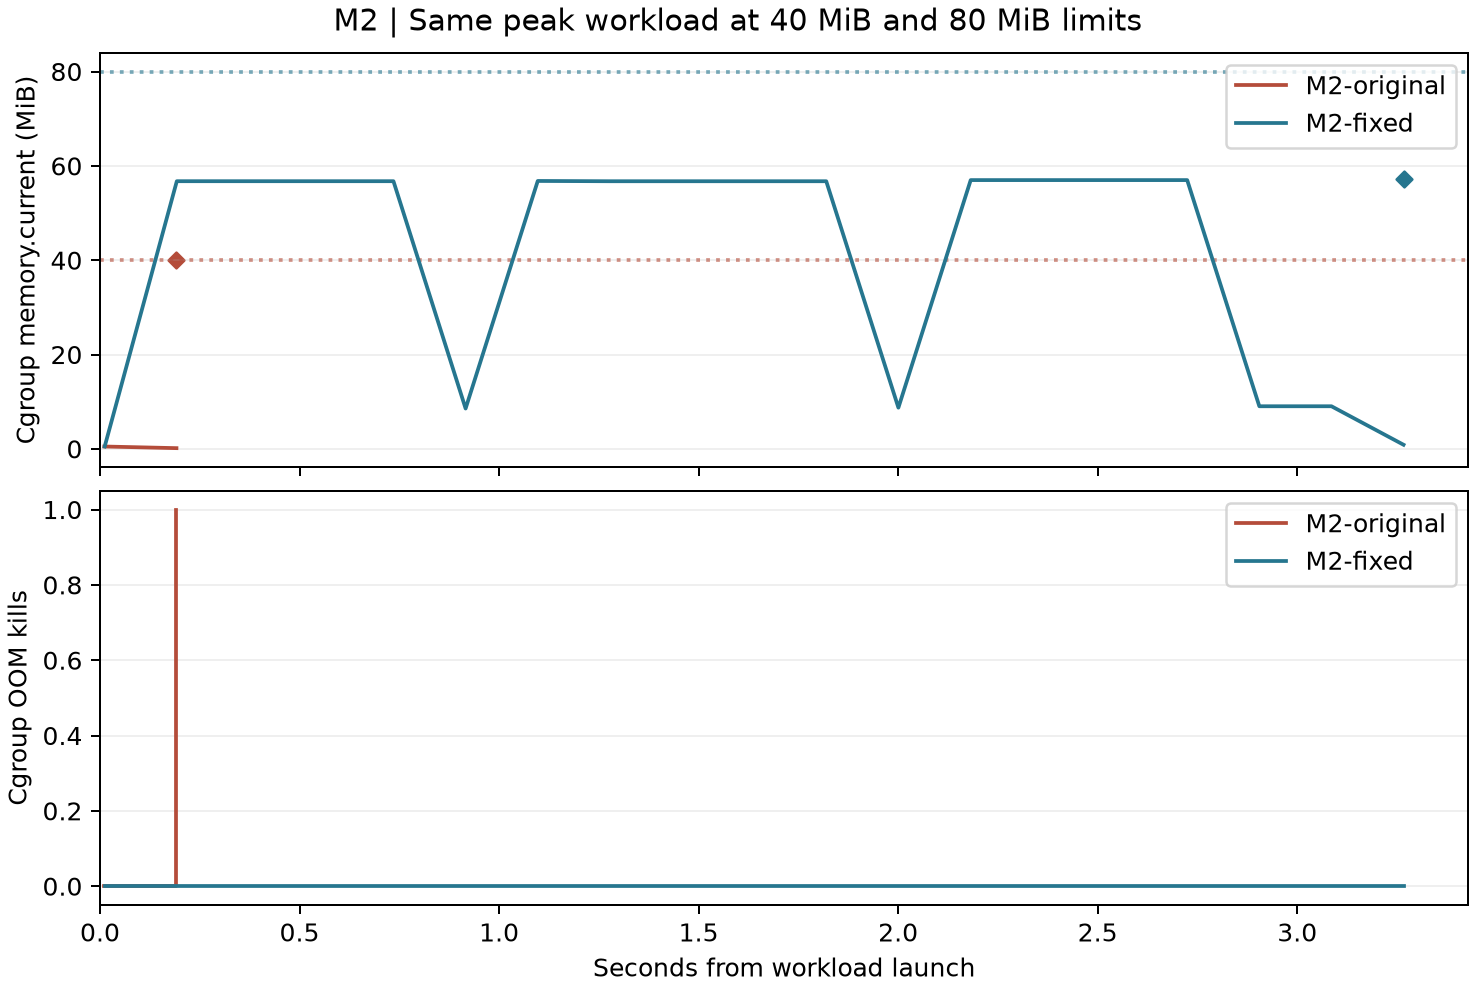 M2 | Same peak workload at 40 MiB and 80 MiB limits
Cgroup memory.current (MiB)
80
60
40
20
0
M2-original
M2-fixed
Cgroup OOM kills
1.0
0.8
0.6
0.4
0.2
0.0
M2-original
M2-fixed
0.0 0.5 1.0 1.5 2.0 2.5 3.0
Seconds from workload launch